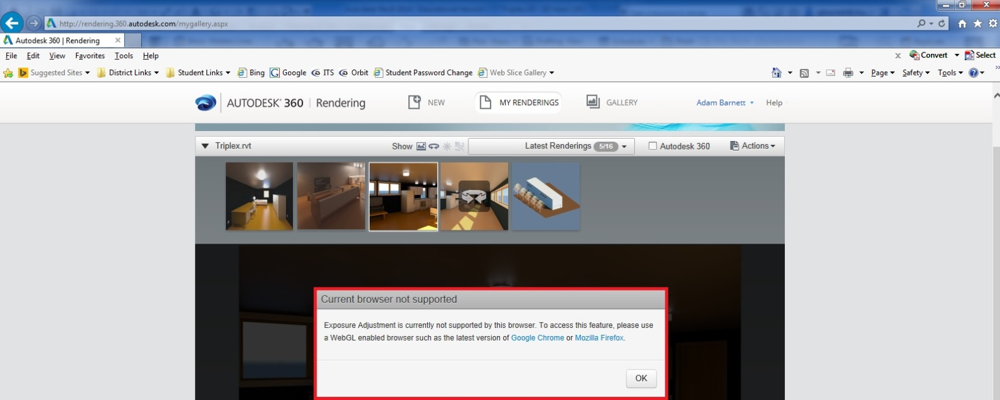 http://rendering.360.autodesk.com/mygallery.aspx
Autodesk 360 | Rendering
File Edit View Favorites Tools Help
x Convert Select
Suggested Sites District Links Student Links Bing Google ITS Orbit Student Password Change Web Slice Gallery
Page Safety Tools
AUTODESK® 360 | Rendering NEW MY RENDERINGS GALLERY Adam Barnett Help
Triplex.rvt Show Latest Renderings 5/16 Autodesk 360 Actions
Current browser not supported
Exposure Adjustment is currently not supported by this browser. To access this feature, please use
a WebGL enabled browser such as the latest version of Google Chrome or Mozilla Firefox.
OK